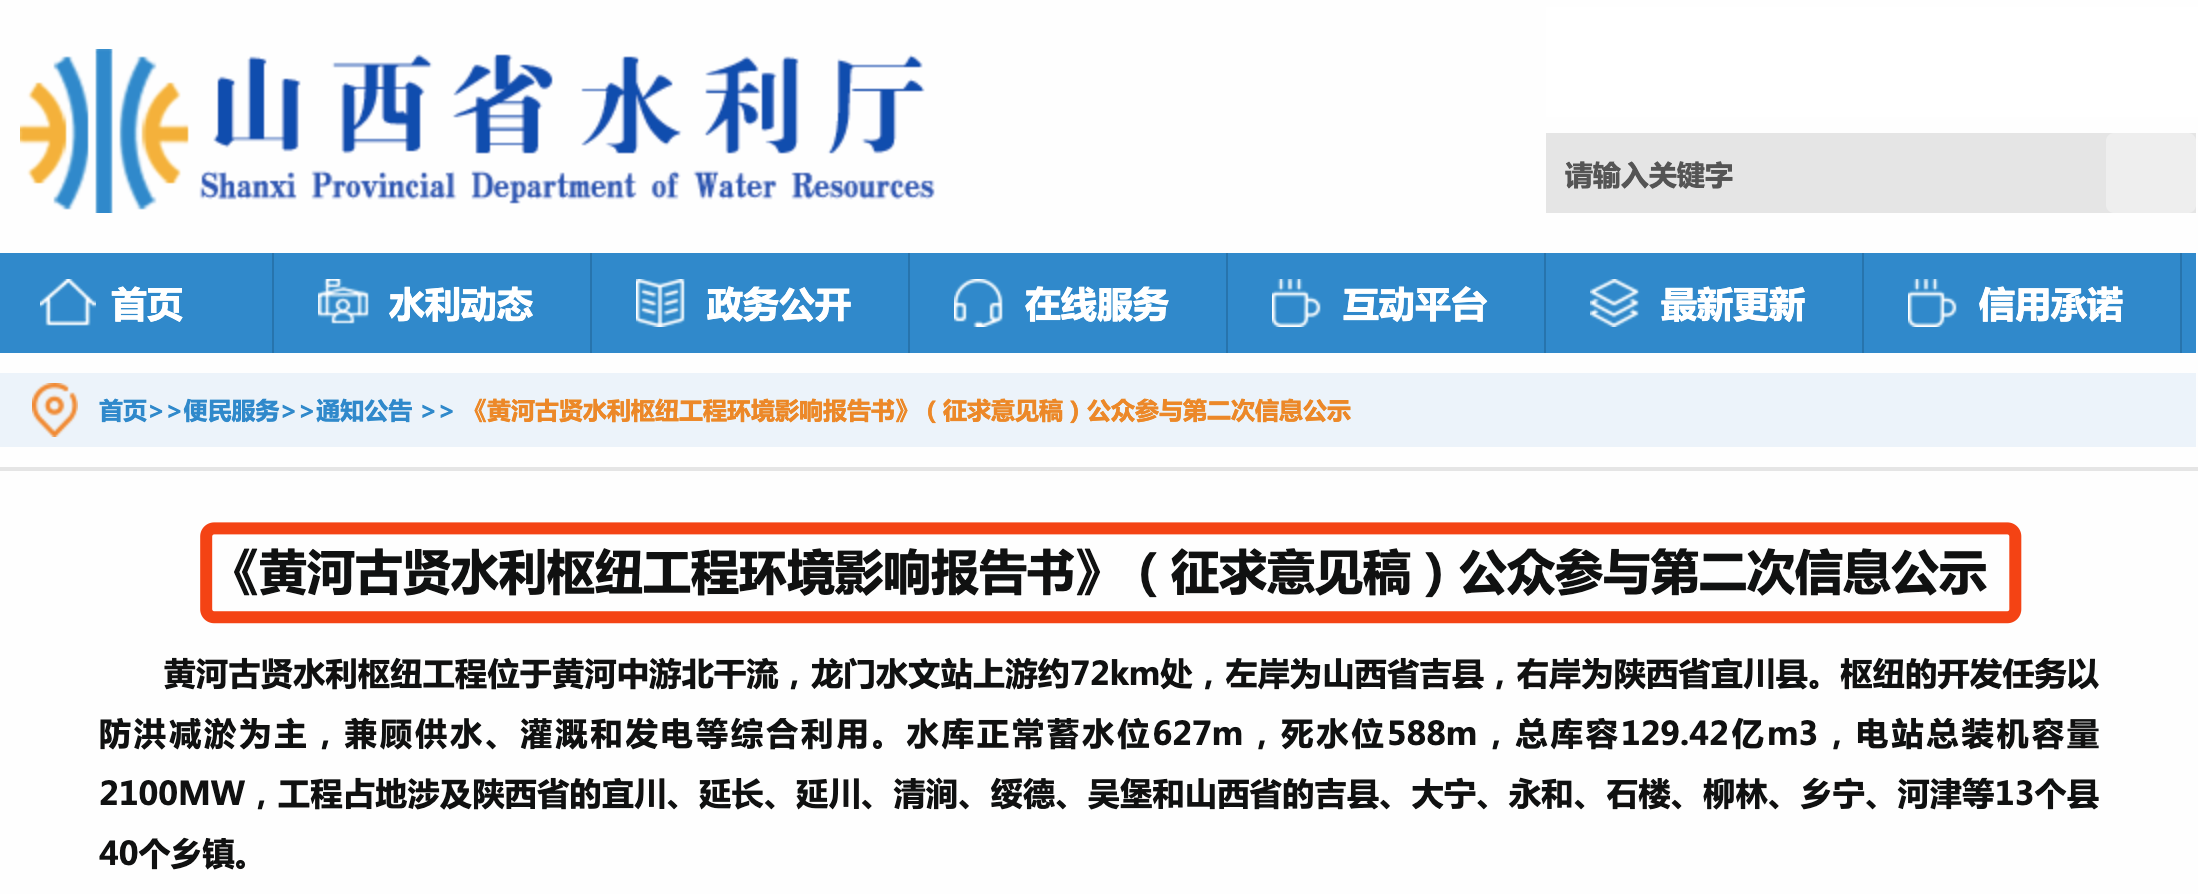 山西省水利厅
Shanxi Provincial Department of Water Resources
请输入关键字
首页 水利动态 政务公开 在线服务 互动平台 最新更新 信用承诺
首页>>便民服务>>通知公告 >> 《黄河古贤水利枢纽工程环境影响报告书》（征求意见稿）公众参与第二次信息公示
《黄河古贤水利枢纽工程环境影响报告书》（征求意见稿）公众参与第二次信息公示
黄河古贤水利枢纽工程位于黄河中游北干流，龙门水文站上游约72km处，左岸为山西省吉县，右岸为陕西省宜川县。枢纽的开发任务以
防洪减淤为主，兼顾供水、灌溉和发电等综合利用。水库正常蓄水位627m，死水位588m，总库容129.42亿m3，电站总装机容量
2100MW，工程占地涉及陕西省的宜川、延长、延川、清涧、绥德、吴堡和山西省的吉县、大宁、永和、石楼、柳林、乡宁、河津等13个县
40个乡镇。